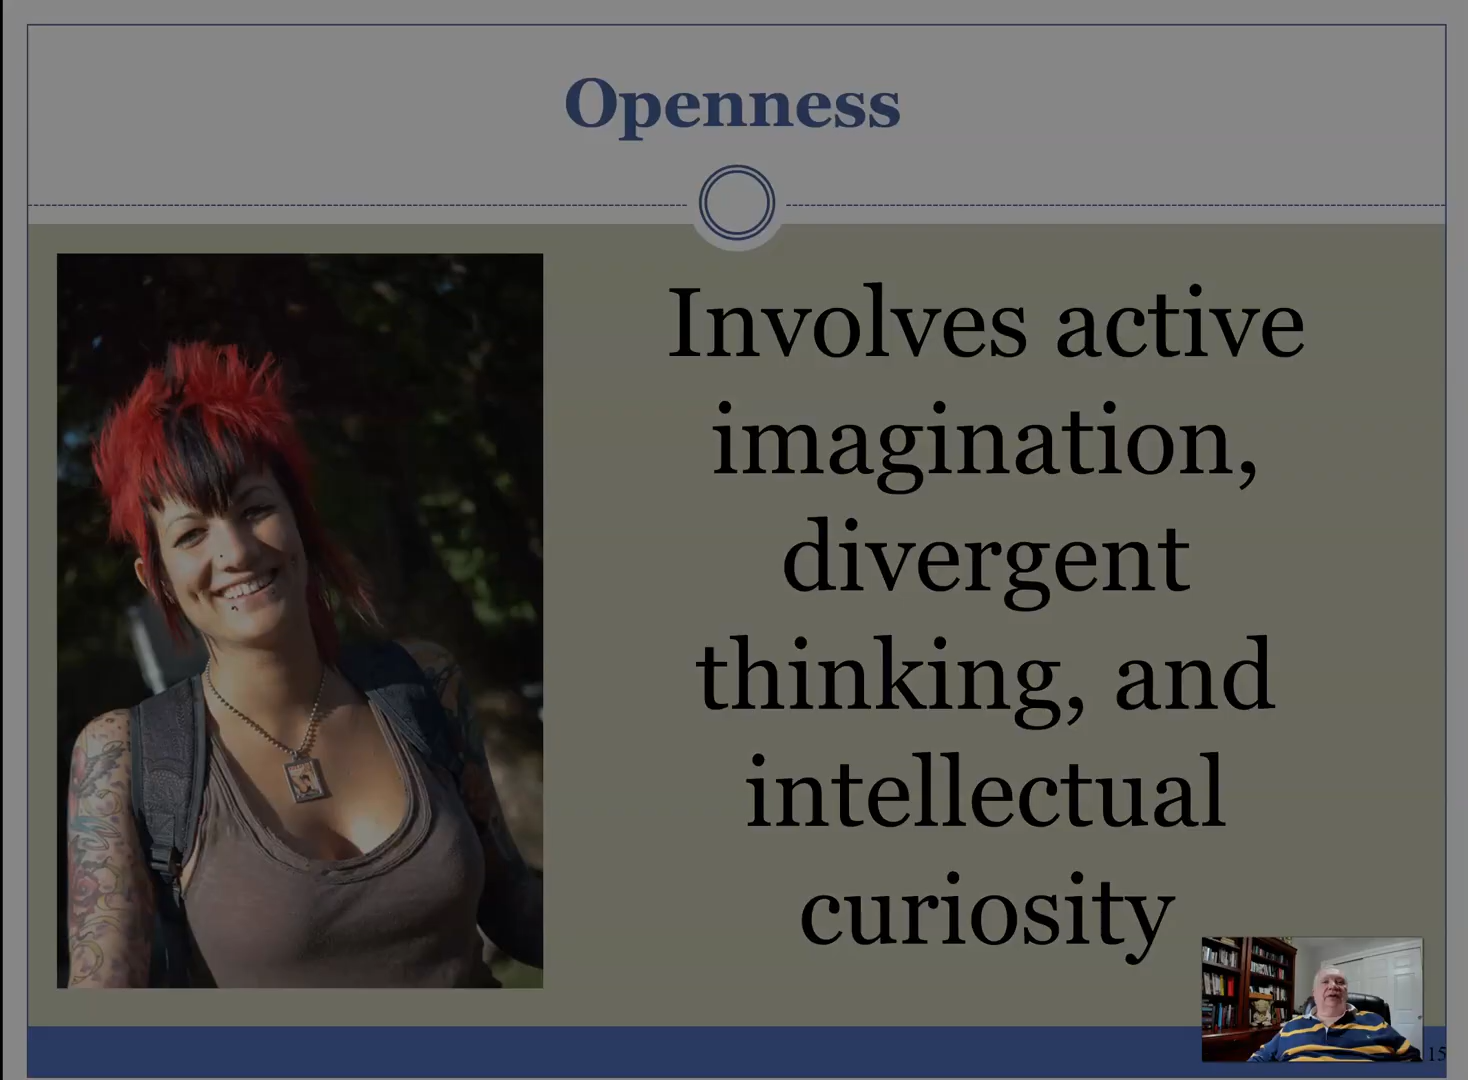 Openness
Involves active
imagination,
divergent
thinking, and
intellectual
curiosity
15